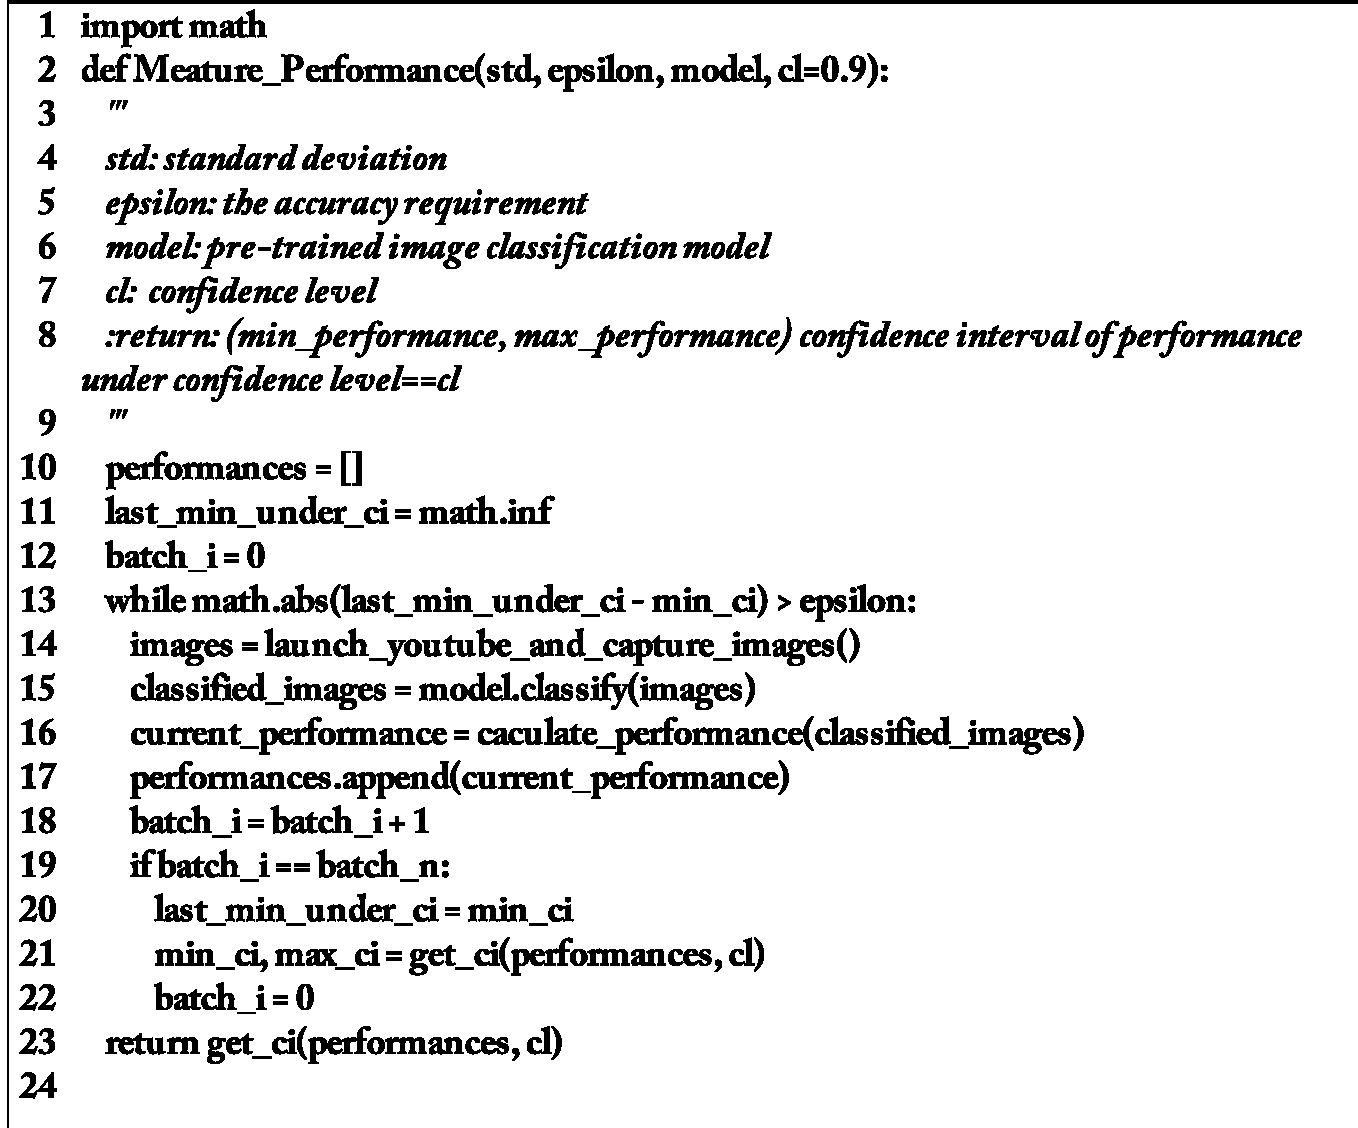 1 import math
2 def Meature_Performance(std, epsilon, model, cl=0.9):
3 '''
4 std: standard deviation
5 epsilon: the accuracy requirement
6 model: pre-trained image classification model
7 cl: confidence level
8 :return: (min_performance, max_performance) confidence interval of performance
under confidence level==cl
9 '''
10 performances = []
11 last_min_under_ci = math.inf
12 batch_i = 0
13 while math.abs(last_min_under_ci - min_ci) > epsilon:
14 images = launch_youtube_and_capture_images()
15 classified_images = model.classify(images)
16 current_performance = caculate_performance(classified_images)
17 performances.append(current_performance)
18 batch_i = batch_i + 1
19 if batch_i == batch_n:
20 last_min_under_ci = min_ci
21 min_ci, max_ci = get_ci(performances, cl)
22 batch_i = 0
23 return get_ci(performances, cl)
24